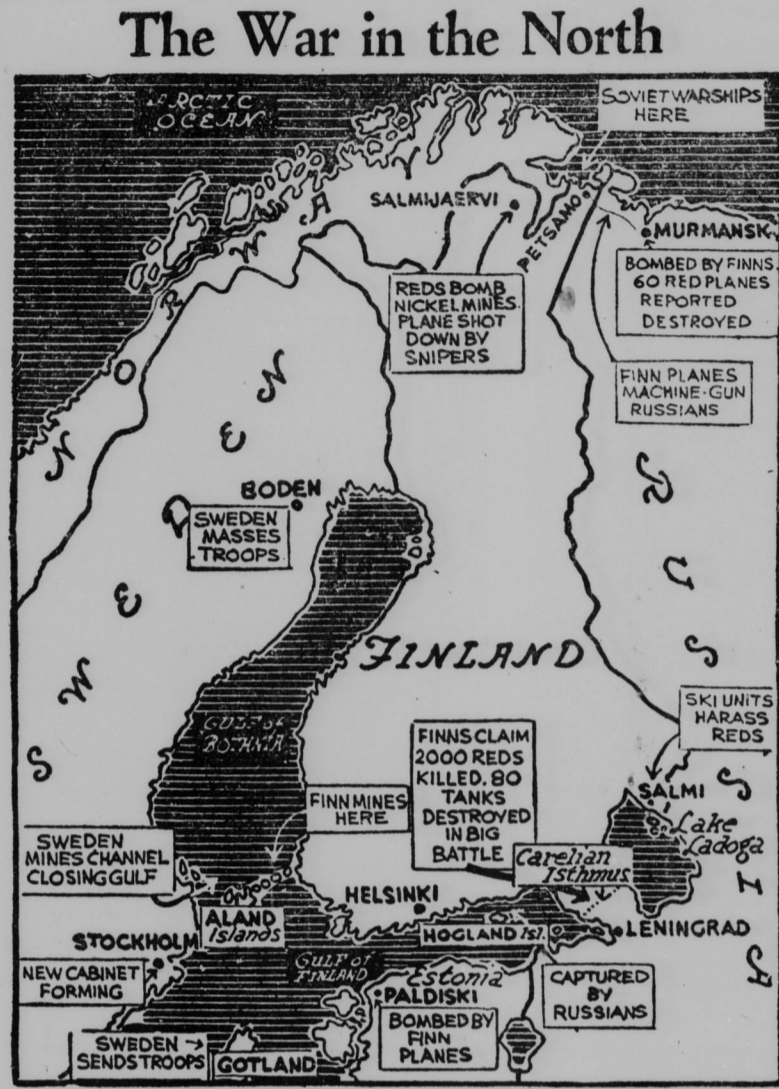 The War in the North
ARCTIC
OCEAN
SOVIET WARSHIPS
HERE
SALMIJAERVI
PETSAMO
MURMANSK
BOMBED BY FINNS.
60 RED PLANES
REPORTED
DESTROYED
REDS BOMB
NICKEL MINES.
PLANE SHOT
DOWN BY
SNIPERS
FINN PLANES
MACHINE-GUN
RUSSIANS
NORWAY
SWEDEN
RUSSIA
BODEN
SWEDEN
MASSES
TROOPS
FINLAND
GULF OF
BOTHNIA
SKI UNITS
HARASS
REDS
FINNS CLAIM
2000 REDS
KILLED. 80
TANKS
DESTROYED
IN BIG
BATTLE
FINN MINES
HERE
SALMI
Lake
Ladoga
SWEDEN
MINES CHANNEL
CLOSING GULF
Carelian
Isthmus
ALAND
Islands
HELSINKI
HOGLAND Isl.
LENINGRAD
STOCKHOLM
NEW CABINET
FORMING
GULF OF
FINLAND
Estonia
PALDISKI
BOMBED BY
FINN
PLANES
CAPTURED
BY
RUSSIANS
SWEDEN
SENDS TROOPS
GOTLAND